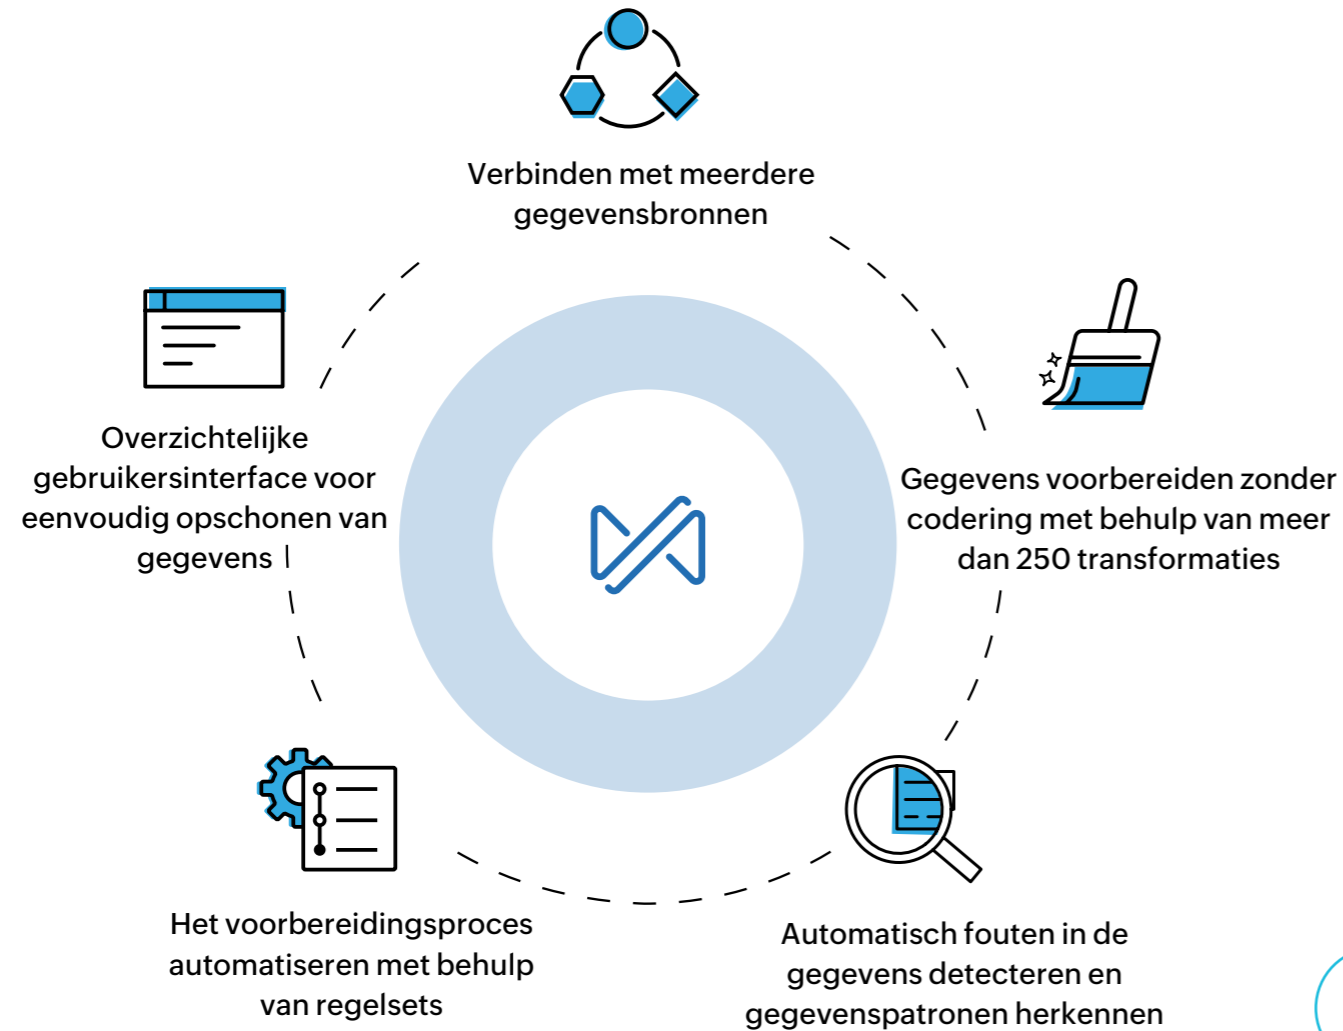 Verbinden met meerdere
gegevensbronnen
Overzichtelijke
gebruikersinterface voor
eenvoudig opschonen van
gegevens
Gegevens voorbereiden zonder
codering met behulp van meer
dan 250 transformaties
Het voorbereidingsproces
automatiseren met behulp
van regelsets
Automatisch fouten in de
gegevens detecteren en
gegevenspatronen herkennen